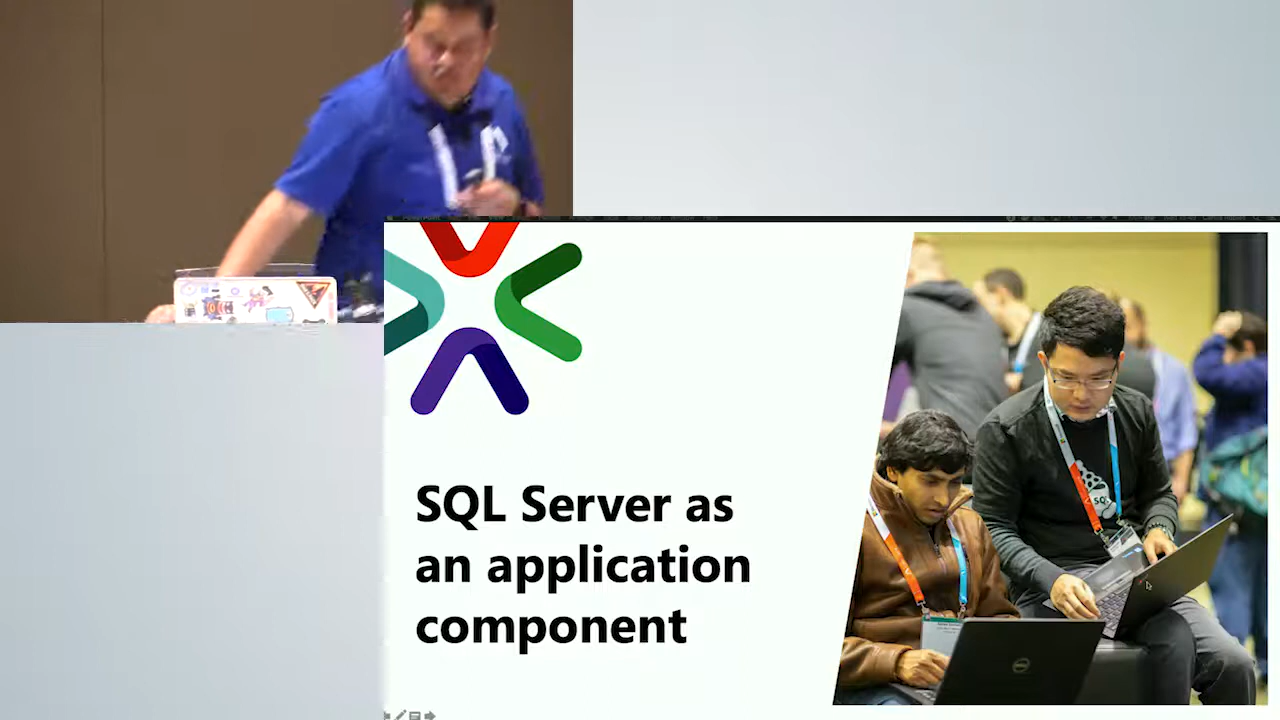 SQL Server as
an application
component